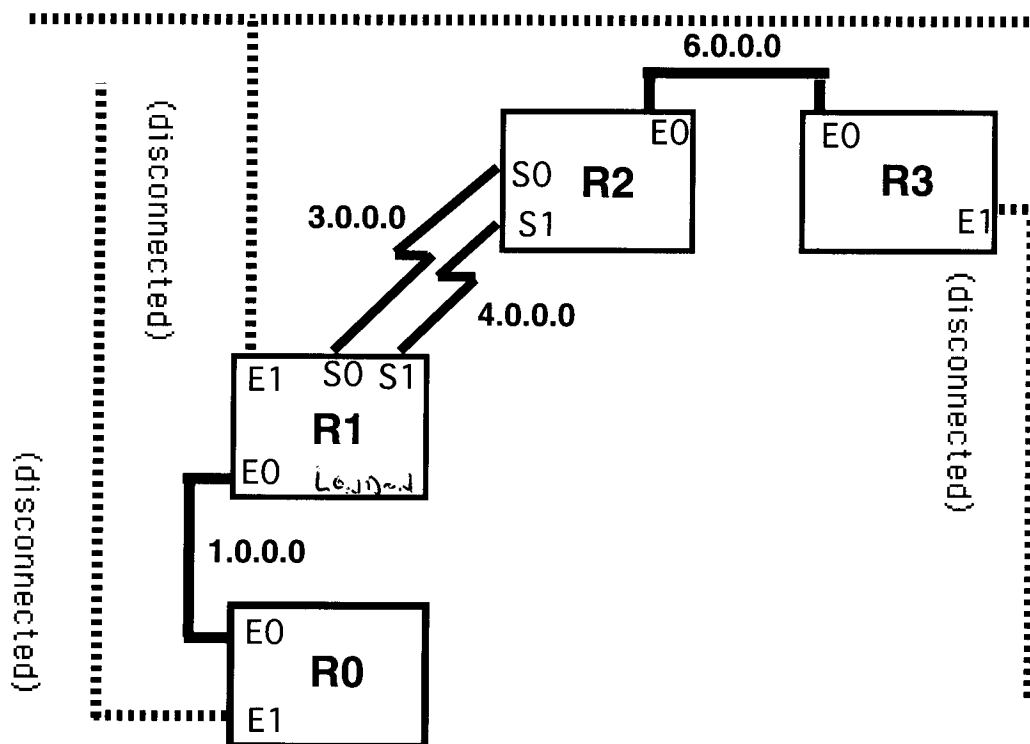 6.0.0.0
(disconnected)
E0
R2
S0
S1
E0
R3
E1
3.0.0.0
4.0.0.0
(disconnected)
E1
S0
S1
R1
E0
(disconnected)
1.0.0.0
E0
R0
E1